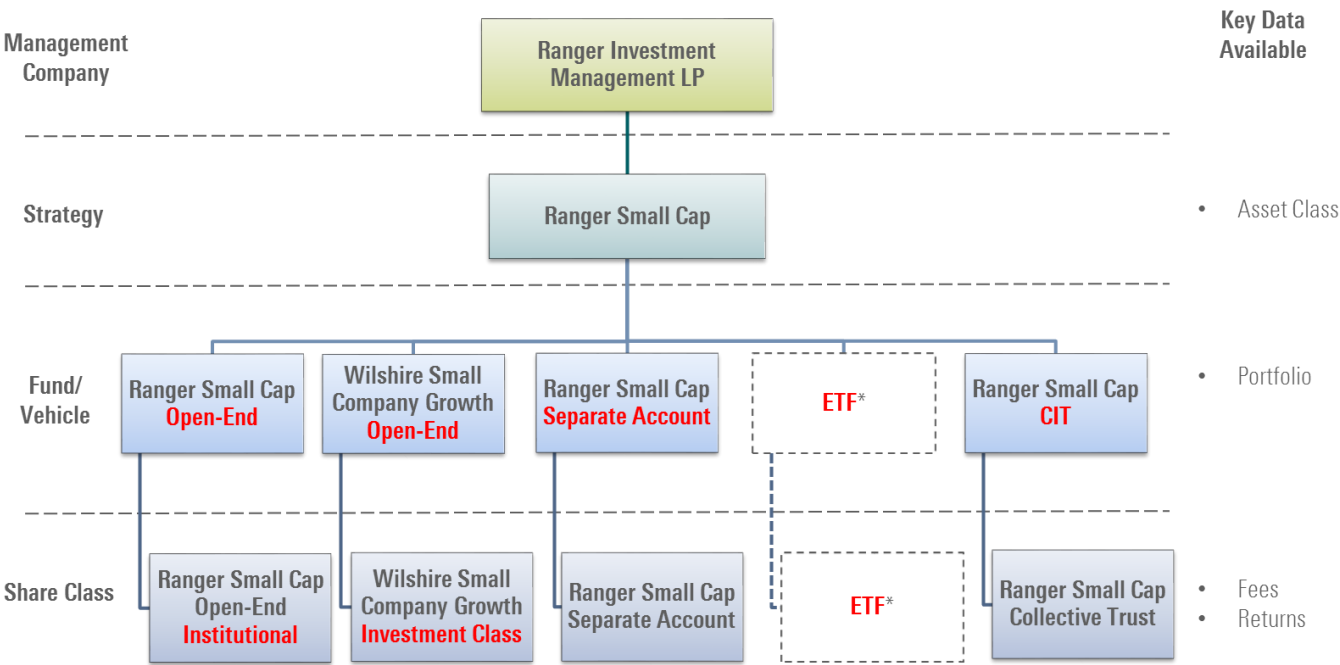 Management
Company
Ranger Investment
Management LP
Key Data
Available
Strategy
Ranger Small Cap
• Asset Class
Fund/
Vehicle
Ranger Small Cap
Open-End
Wilshire Small
Company Growth
Open-End
Ranger Small Cap
Separate Account
ETF*
Ranger Small Cap
CIT
• Portfolio
Share Class
Ranger Small Cap
Open-End
Institutional
Wilshire Small
Company Growth
Investment Class
Ranger Small Cap
Separate Account
ETF*
Ranger Small Cap
Collective Trust
• Fees
• Returns